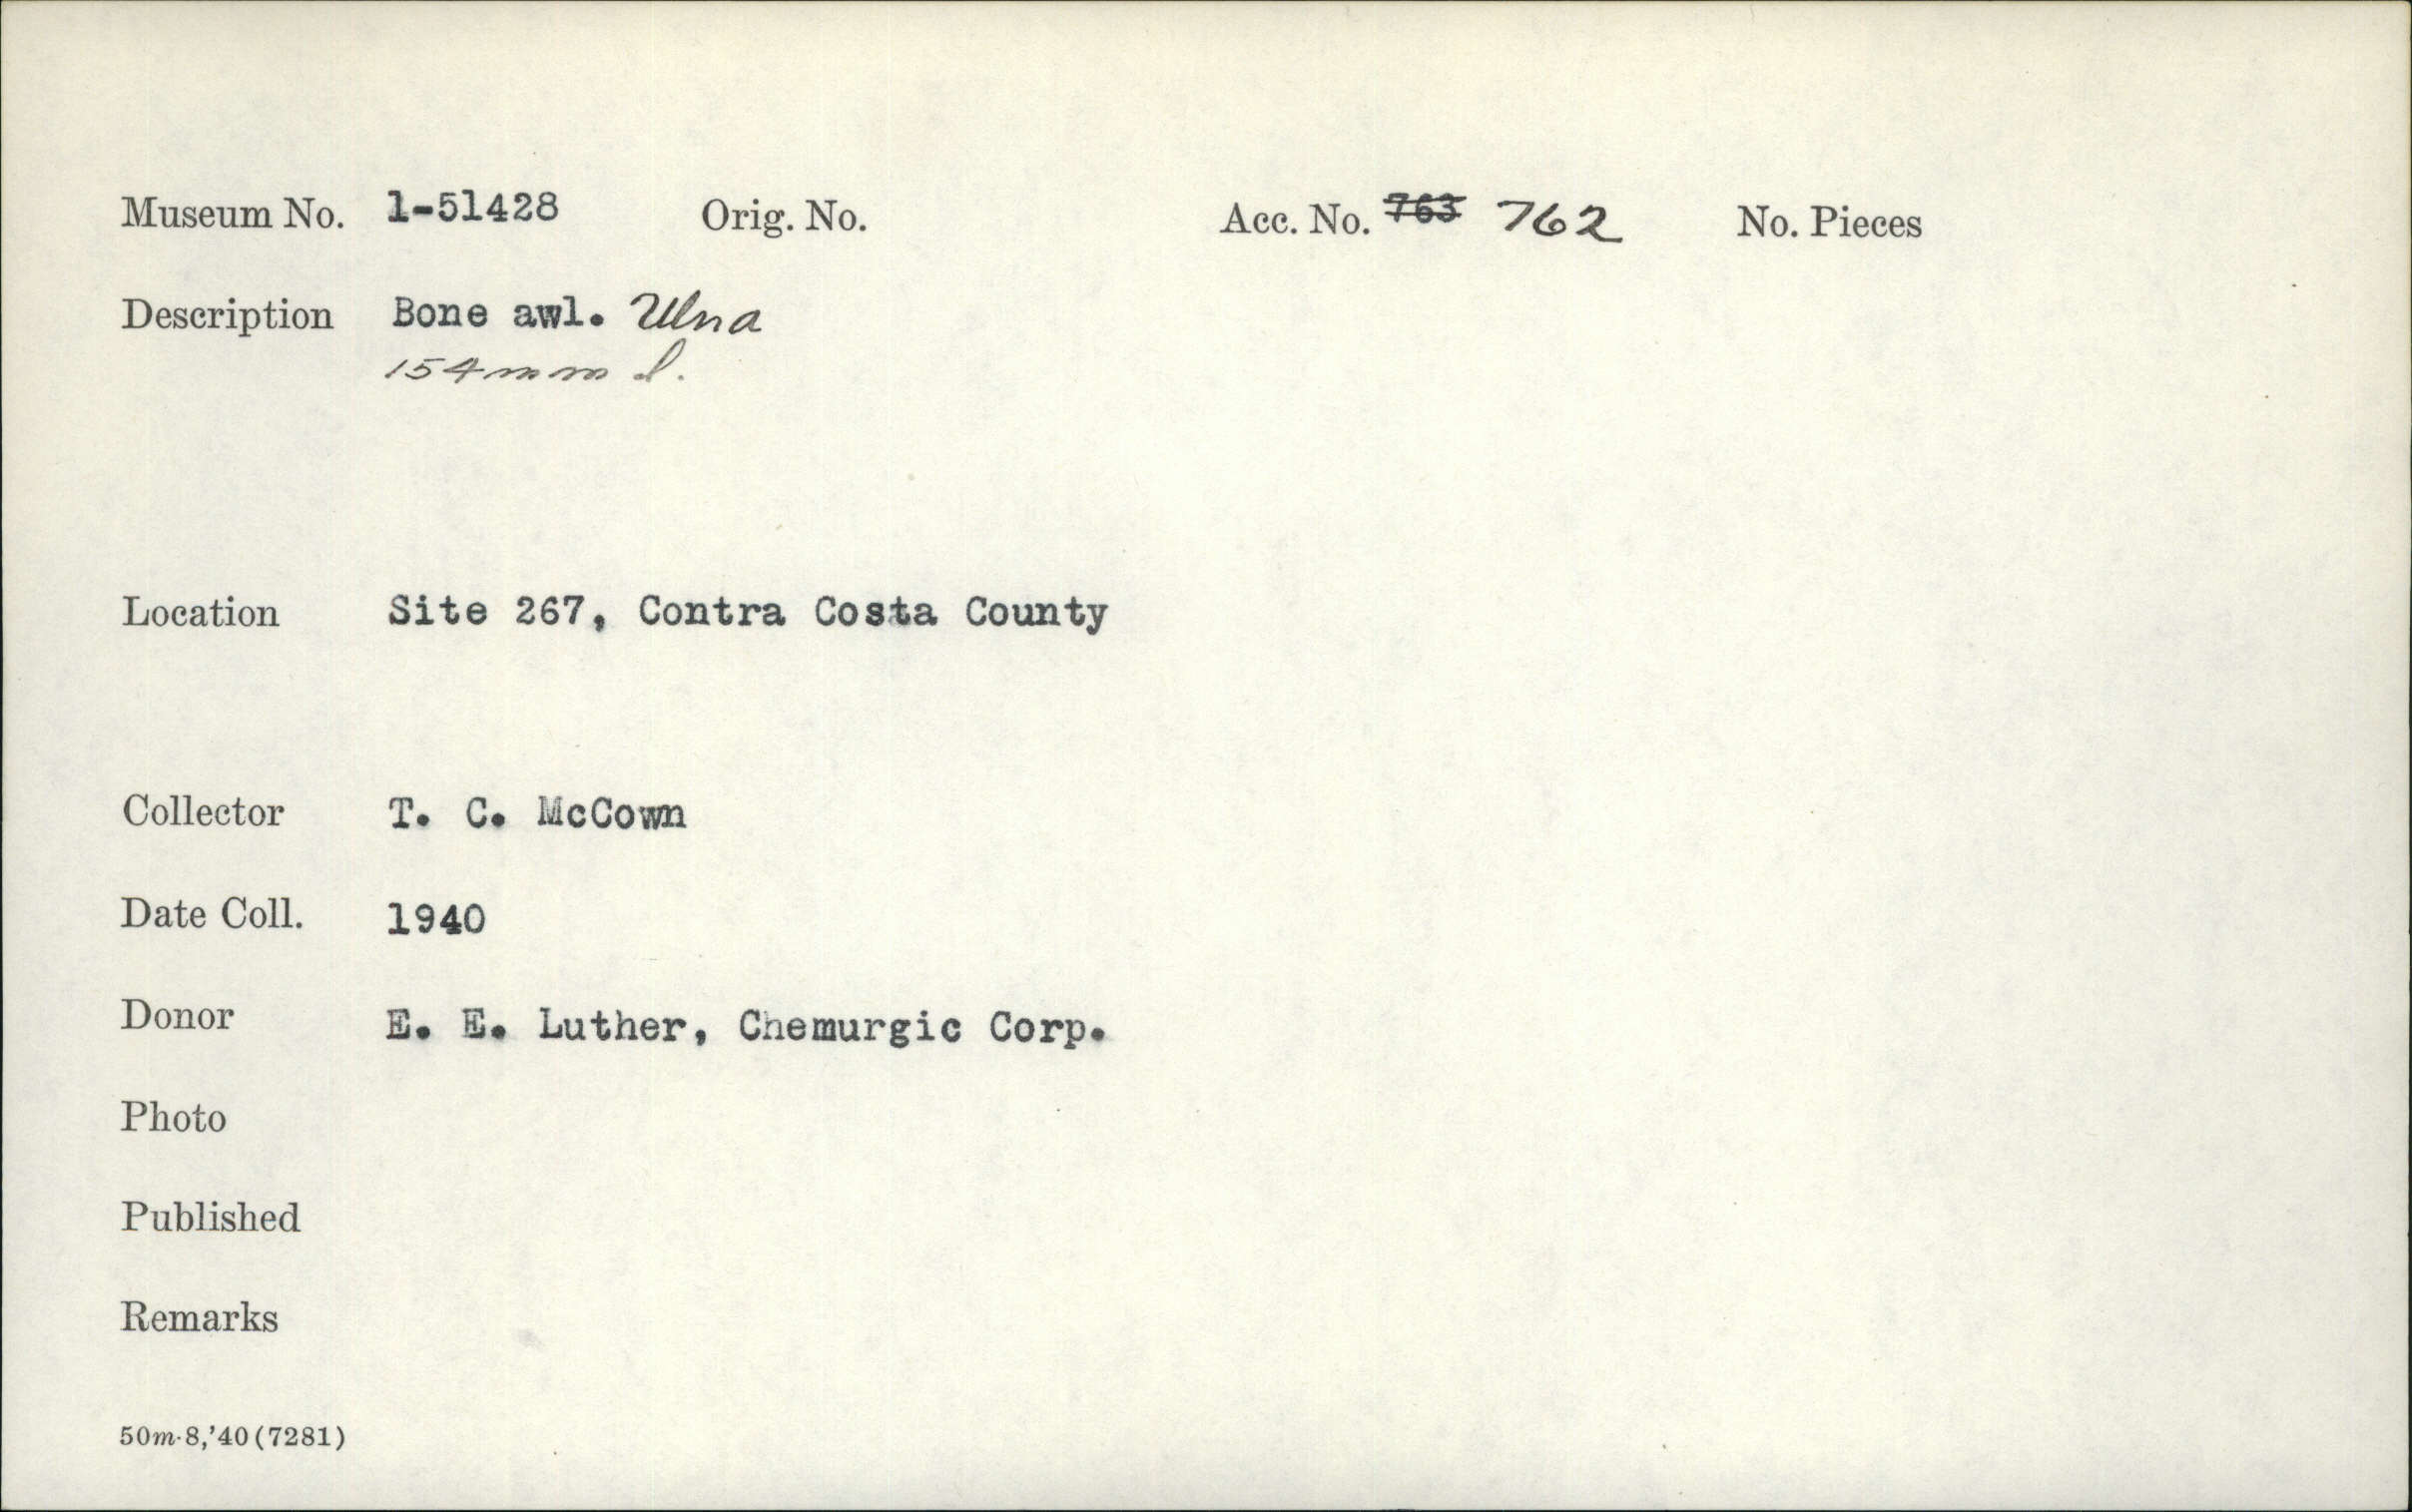 Museum No. 1-51428 Orig. No. Acc. No. 763 762 No. Pieces
Description Bone awl. Ulna
154mm l.
Location Site 267, Contra Costa County
Collector T. C. McCown
Date Coll. 1940
Donor E. E. Luther, Chemurgic Corp.
Photo
Published
Remarks
50m-8,'40(7281)